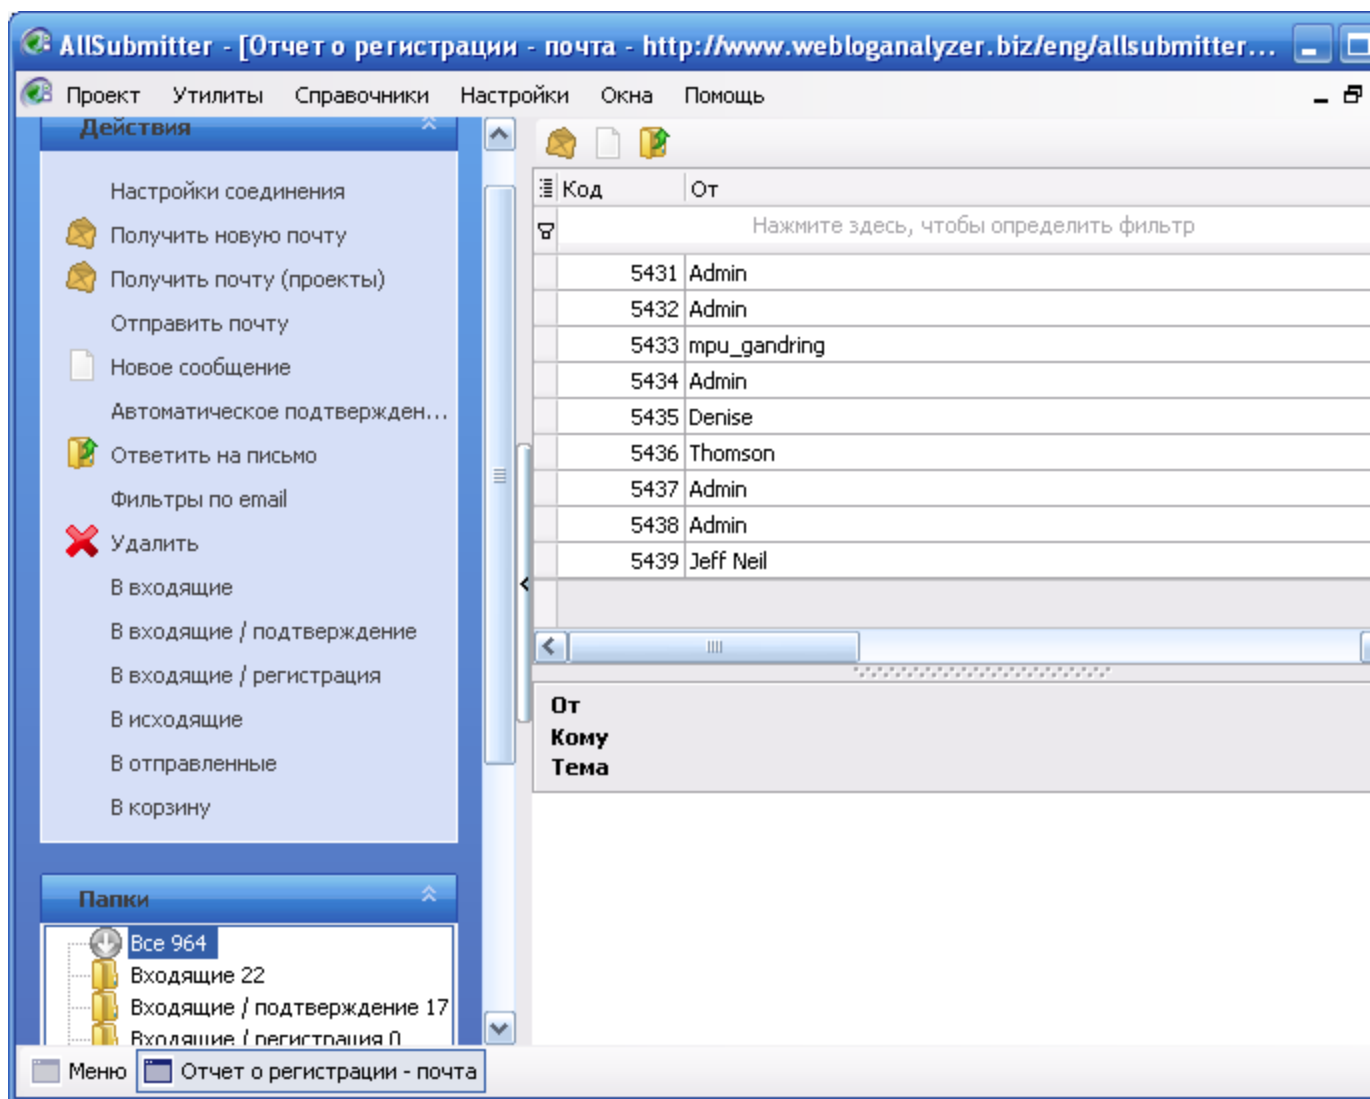 AllSubmitter - [Отчет о регистрации - почта - http://www.webloganalyzer.biz/eng/allsubmitter...
Проект Утилиты Справочники Настройки Окна Помощь
Действия
Настройки соединения
Получить новую почту
Получить почту (проекты)
Отправить почту
Новое сообщение
Автоматическое подтвержден...
Ответить на письмо
Фильтры по email
Удалить
В входящие
В входящие / подтверждение
В входящие / регистрация
В исходящие
В отправленные
В корзину
Папки
Все 964
Входящие 22
Входящие / подтверждение 17
Входящие / регистрация 0
Код От
Нажмите здесь, чтобы определить фильтр
5431 Admin
5432 Admin
5433 mpu_gandring
5434 Admin
5435 Denise
5436 Thomson
5437 Admin
5438 Admin
5439 Jeff Neil
От
Кому
Тема
Меню Отчет о регистрации - почта